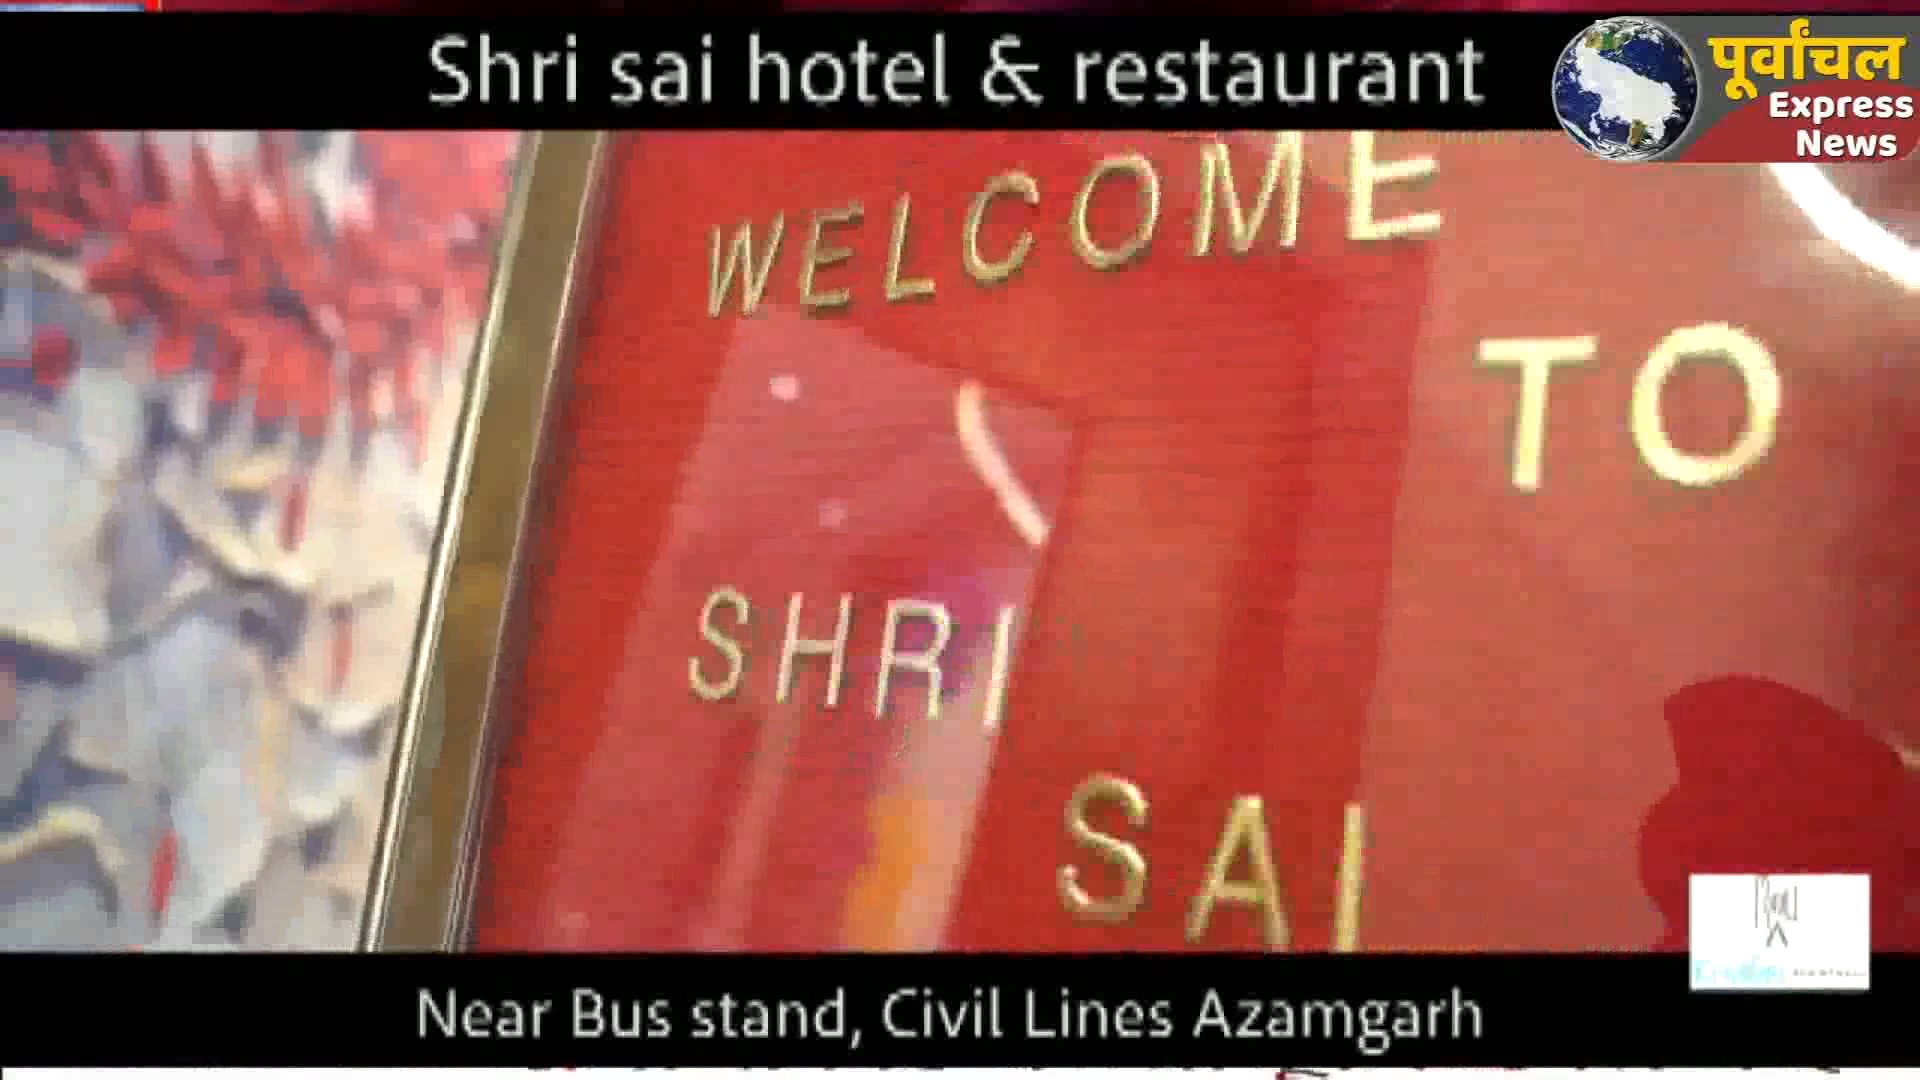 Shri sai hotel & restaurant
पूर्वांचल
Express
News
WELCOME
TO
SHRI
SAI
Near Bus stand, Civil Lines Azamgarh